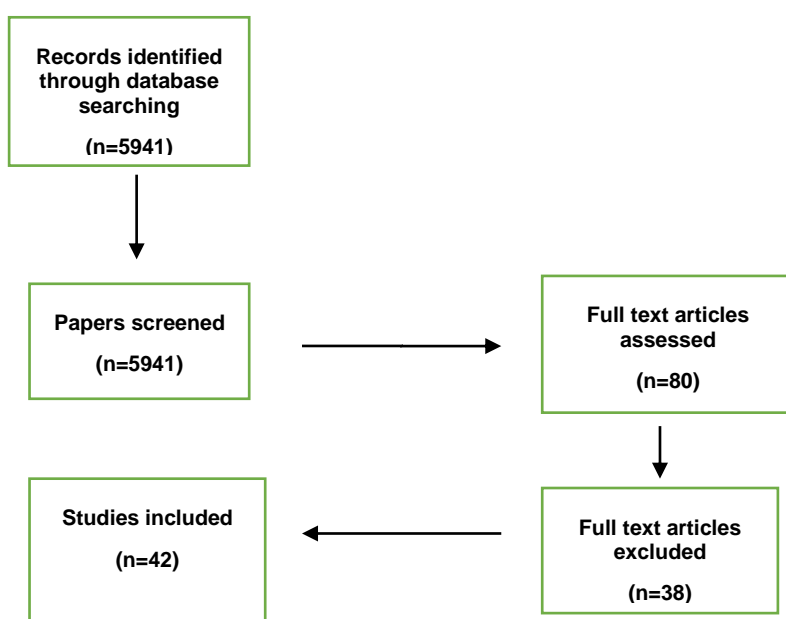 Records identified
through database
searching
(n=5941)
Papers screened
(n=5941)
Full text articles
assessed
(n=80)
Full text articles
excluded
(n=38)
Studies included
(n=42)